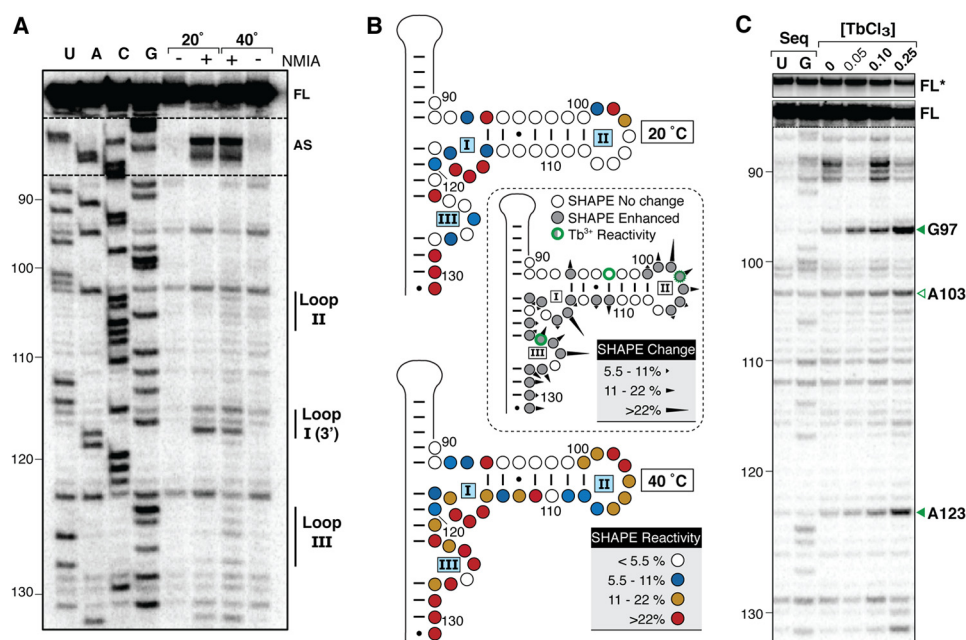 A
B
C
20° 40°
U A C G - + + - NMIA
FL
AS
90
100
110
120
130
Loop
II
Loop
I (3')
Loop
III
90
100
I
II
20 ˚C
110
120
III
130
SHAPE No change
SHAPE Enhanced
Tb3+ Reactivity
90
100
I
II
110
III
130
SHAPE Change
5.5 - 11%
11 - 22 %
>22%
90
100
I
II
40 ˚C
110
120
III
130
SHAPE Reactivity
< 5.5 %
5.5 - 11%
11 - 22 %
>22%
[TbCl3]
Seq
U G 0 0.05 0.10 0.25
FL*
FL
90
G97
100
A103
110
120
A123
130